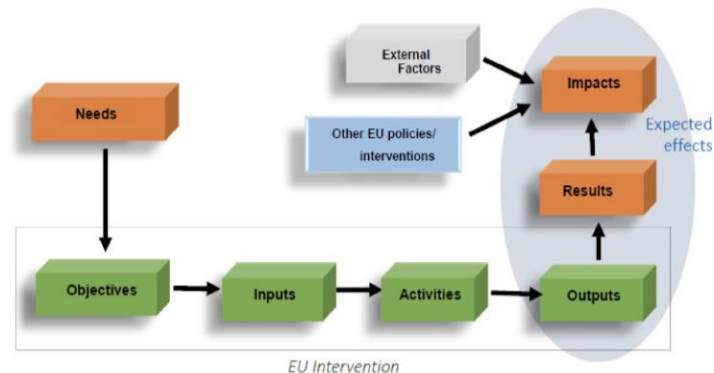 External
Factors
Impacts
Needs
Other EU policies/
interventions
Expected
effects
Results
Objectives
Inputs
Activities
Outputs
EU Intervention